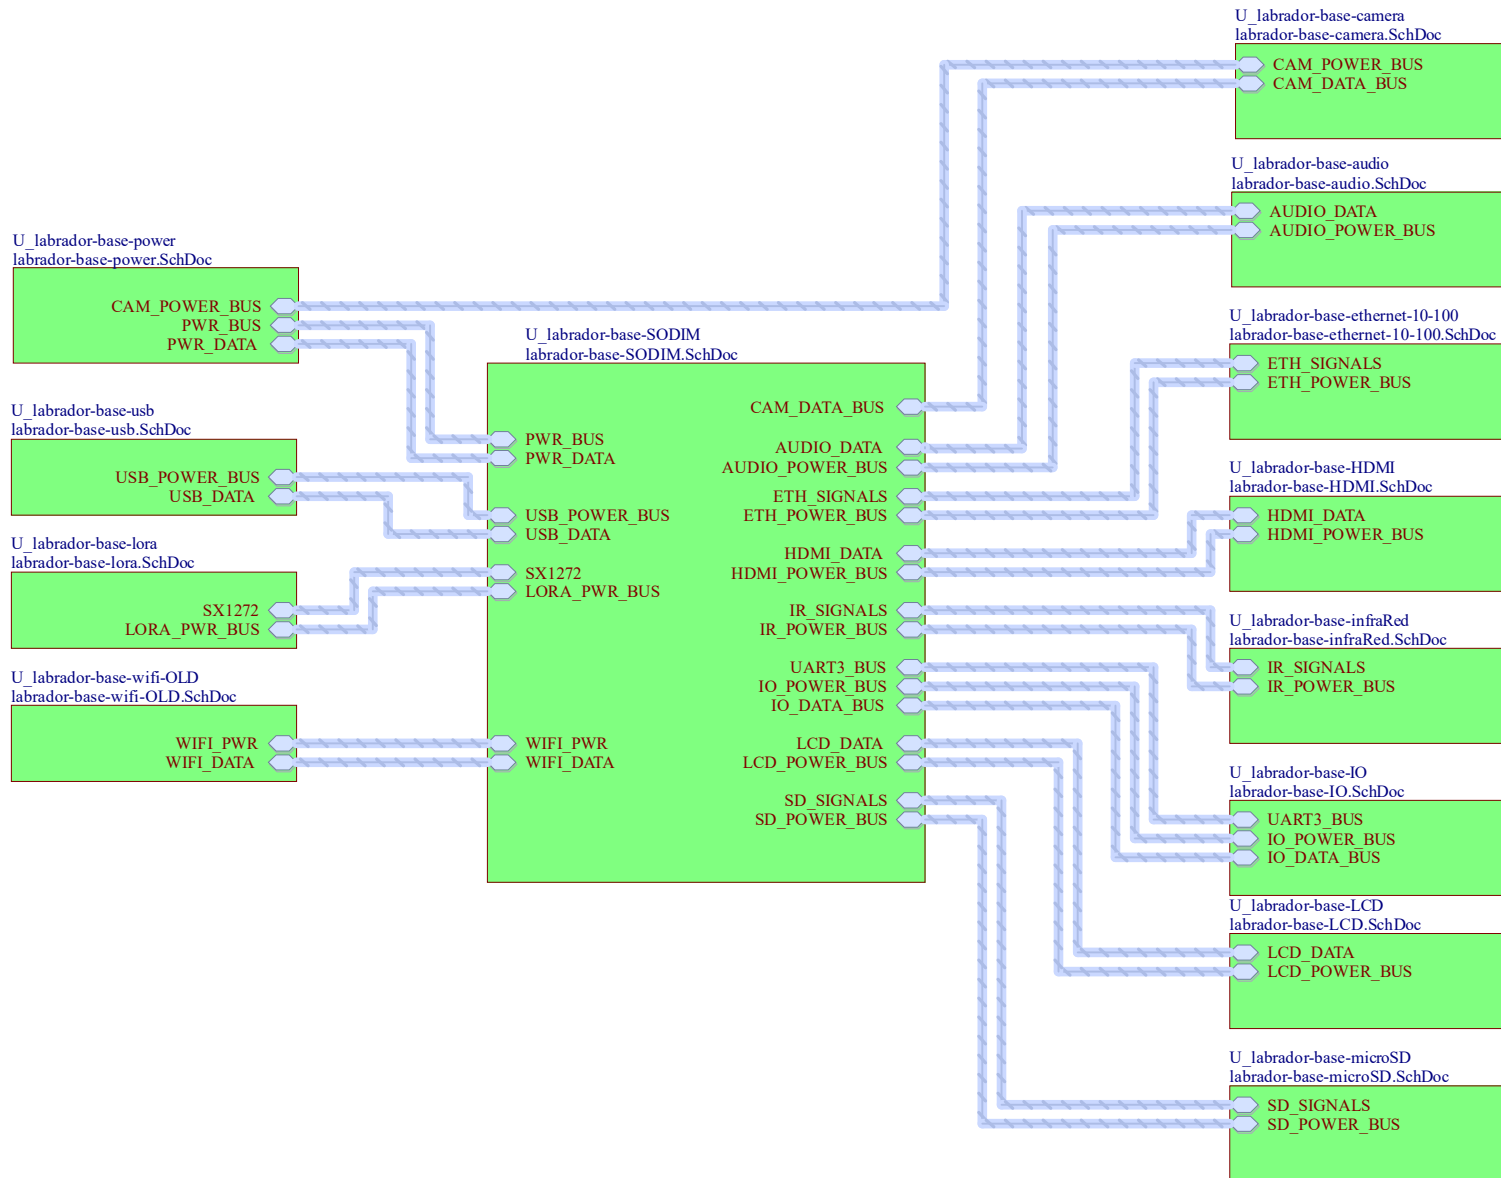 U_labrador-base-camera
labrador-base-camera.SchDoc
CAM_POWER_BUS
CAM_DATA_BUS
U_labrador-base-audio
labrador-base-audio.SchDoc
AUDIO_DATA
AUDIO_POWER_BUS
U_labrador-base-power
labrador-base-power.SchDoc
CAM_POWER_BUS
PWR_BUS
PWR_DATA
U_labrador-base-ethernet-10-100
labrador-base-ethernet-10-100.SchDoc
ETH_SIGNALS
ETH_POWER_BUS
U_labrador-base-usb
labrador-base-usb.SchDoc
USB_POWER_BUS
USB_DATA
U_labrador-base-lora
labrador-base-lora.SchDoc
SX1272
LORA_PWR_BUS
U_labrador-base-wifi-OLD
labrador-base-wifi-OLD.SchDoc
WIFI_PWR
WIFI_DATA
U_labrador-base-SODIM
labrador-base-SODIM.SchDoc
PWR_BUS
PWR_DATA
USB_POWER_BUS
USB_DATA
SX1272
LORA_PWR_BUS
WIFI_PWR
WIFI_DATA
CAM_DATA_BUS
AUDIO_DATA
AUDIO_POWER_BUS
ETH_SIGNALS
ETH_POWER_BUS
HDMI_DATA
HDMI_POWER_BUS
IR_SIGNALS
IR_POWER_BUS
UART3_BUS
IO_POWER_BUS
IO_DATA_BUS
LCD_DATA
LCD_POWER_BUS
SD_SIGNALS
SD_POWER_BUS
U_labrador-base-HDMI
labrador-base-HDMI.SchDoc
HDMI_DATA
HDMI_POWER_BUS
U_labrador-base-infraRed
labrador-base-infraRed.SchDoc
IR_SIGNALS
IR_POWER_BUS
U_labrador-base-IO
labrador-base-IO.SchDoc
UART3_BUS
IO_POWER_BUS
IO_DATA_BUS
U_labrador-base-LCD
labrador-base-LCD.SchDoc
LCD_DATA
LCD_POWER_BUS
U_labrador-base-microSD
labrador-base-microSD.SchDoc
SD_SIGNALS
SD_POWER_BUS